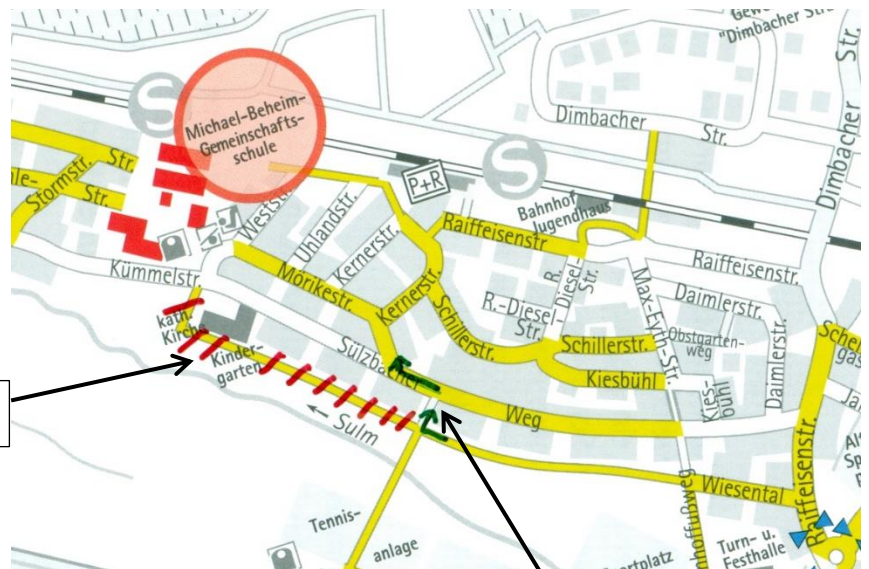 "Dimbacher Str.
S
Michael-Beheim-
Gemeinschafts-
schule
Dimbacher Str.
Dimbacher Str.
Stormstr.
Str.
Str.
S
P+R
Bahnhof
Jugendhaus
Weststr.
Uhlandstr.
Kernerstr.
Raiffeisenstr.
Raiffeisenstr.
Kümmelstr.
Mörikestr.
Kernerstr.
R.-Diesel-
Str.
R.-Diesel
Str.
Max-Eyth-Str.
Daimlerstr.
Obstgarten-
weg
Daimlerstr.
kath.
Kirche
Kinder-
garten
Schillerstr.
Schillerstr.
Kiesbühl
Kies-
bühl
Sülzbacher
Weg
Sulm
Wiesental
Raiffeisenstr.
Tennis-
anlage
Turn- u.
Festhalle